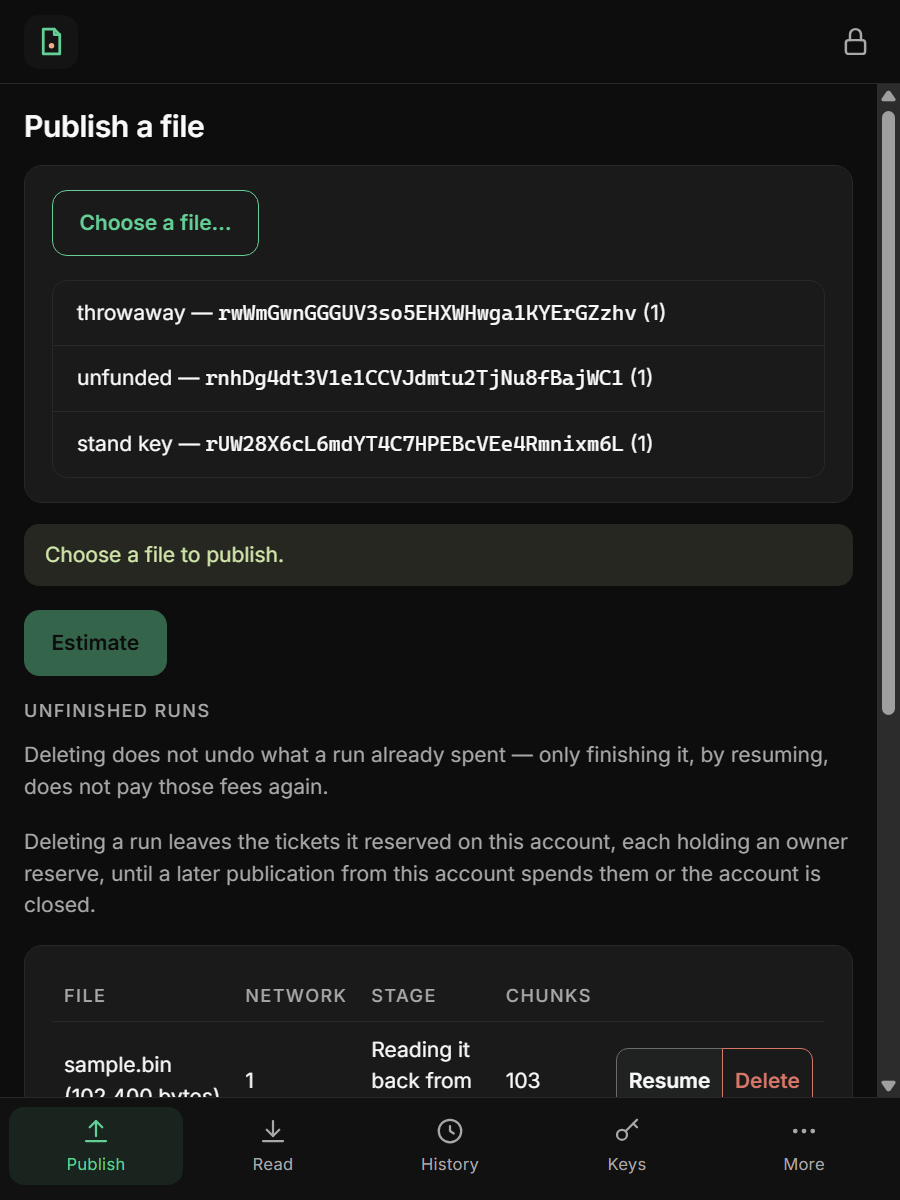 Publish a file
Choose a file...
throwaway — rwWmGwnGGGUV3so5EHXWHwga1KYErGZzhv (1)
unfunded — rnhDg4dt3V1e1CCVJdmtu2TjNu8fBajWC1 (1)
stand key — rUW28X6cL6mdYT4C7HPEBcVEe4Rmnixm6L (1)
Choose a file to publish.
Estimate
UNFINISHED RUNS
Deleting does not undo what a run already spent — only finishing it, by resuming,
does not pay those fees again.
Deleting a run leaves the tickets it reserved on this account, each holding an owner
reserve, until a later publication from this account spends them or the account is
closed.
FILE NETWORK STAGE CHUNKS
sample.bin
(102,400 bytes)
1
Reading it
back from
103
Resume Delete
Publish Read History Keys More